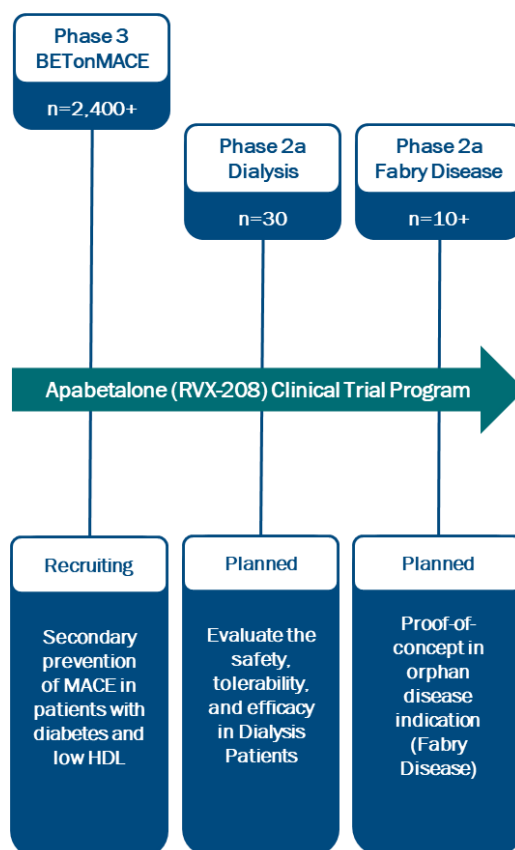 Phase 3
BETonMACE
n=2,400+
Phase 2a
Dialysis
n=30
Phase 2a
Fabry Disease
n=10+
Apabetalone (RVX-208) Clinical Trial Program
Recruiting
Secondary
prevention
of MACE in
patients with
diabetes and
low HDL
Planned
Evaluate the
safety,
tolerability,
and efficacy
in Dialysis
Patients
Planned
Proof-of-
concept in
orphan
disease
indication
(Fabry
Disease)